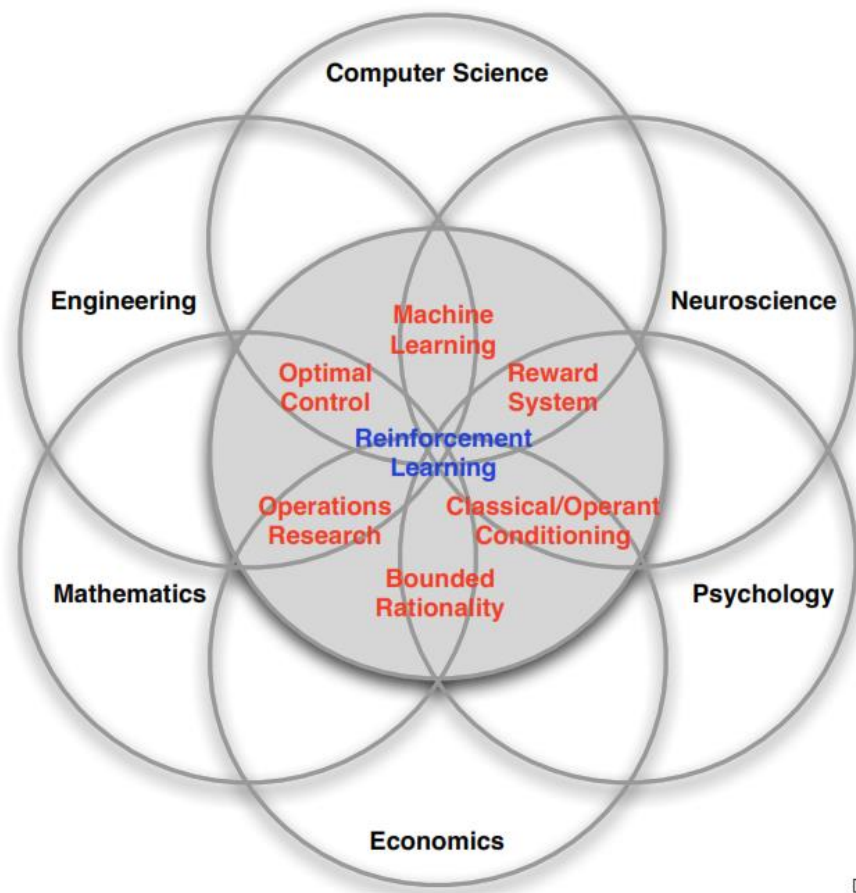 Computer Science
Engineering
Neuroscience
Machine
Learning
Optimal
Control
Reward
System
Reinforcement
Learning
Operations
Research
Classical/Operant
Conditioning
Bounded
Rationality
Mathematics
Psychology
Economics